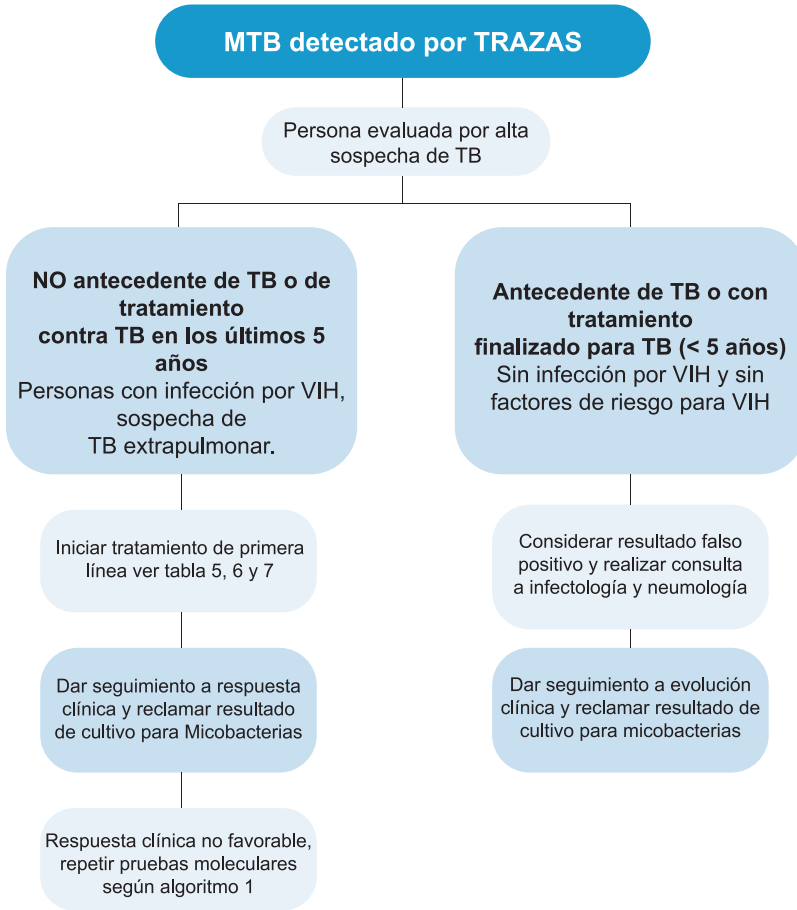 MTB detectado por TRAZAS
Persona evaluada por alta
sospecha de TB
NO antecedente de TB o de
tratamiento
contra TB en los últimos 5
años
Personas con infección por VIH,
sospecha de
TB extrapulmonar.
Iniciar tratamiento de primera
línea ver tabla 5, 6 y 7
Dar seguimiento a respuesta
clínica y reclamar resultado
de cultivo para Micobacterias
Respuesta clínica no favorable,
repetir pruebas moleculares
según algoritmo 1
Antecedente de TB o con
tratamiento
finalizado para TB (< 5 años)
Sin infección por VIH y sin
factores de riesgo para VIH
Considerar resultado falso
positivo y realizar consulta
a infectología y neumología
Dar seguimiento a evolución
clínica y reclamar resultado de
cultivo para micobacterias